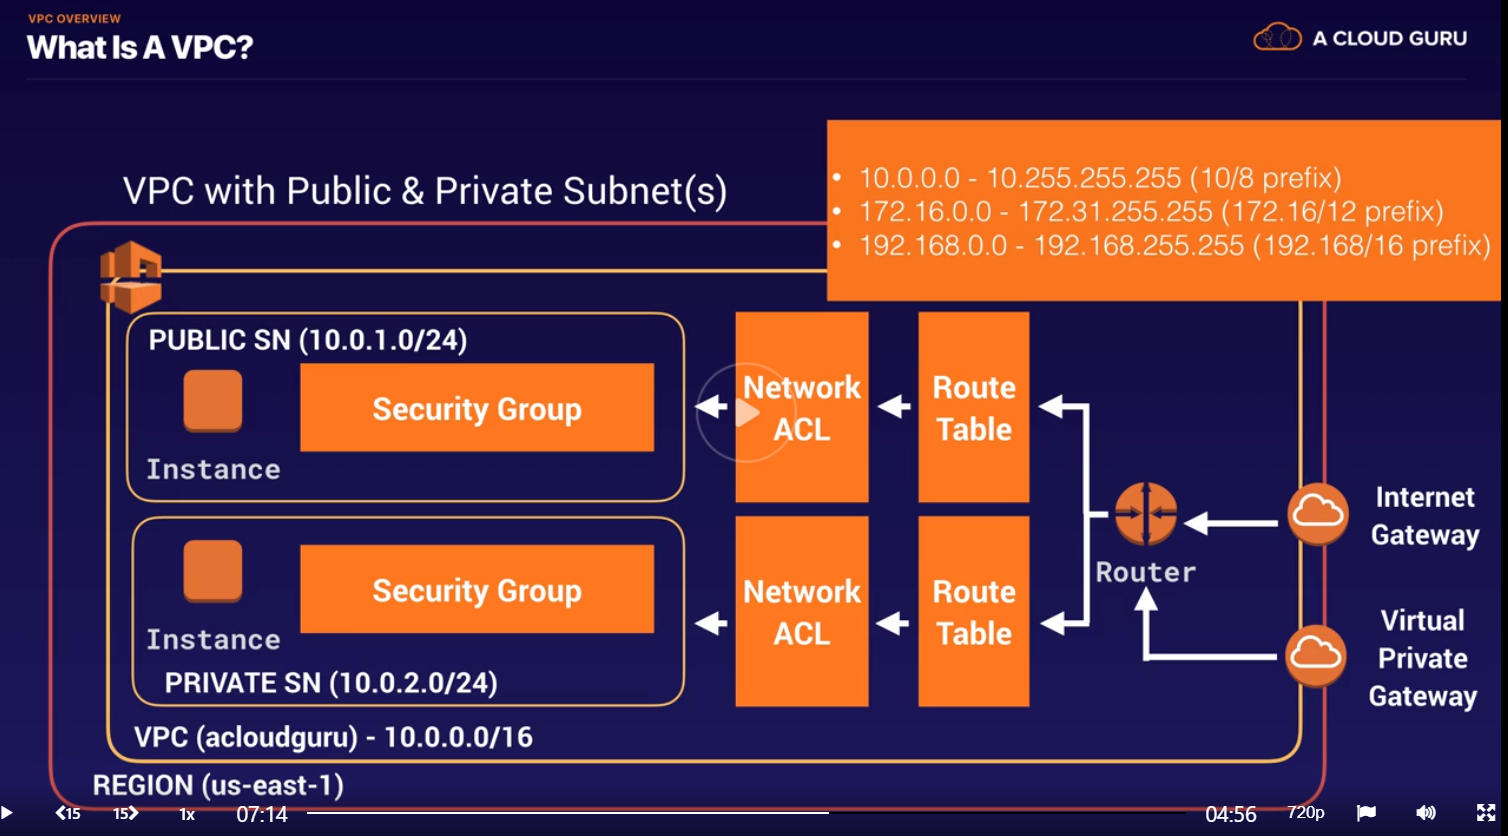 VPC OVERVIEW
What Is A VPC?
A CLOUD GURU
VPC with Public & Private Subnet(s)
• 10.0.0.0 - 10.255.255.255 (10/8 prefix)
• 172.16.0.0 - 172.31.255.255 (172.16/12 prefix)
• 192.168.0.0 - 192.168.255.255 (192.168/16 prefix)
PUBLIC SN (10.0.1.0/24)
Security Group
Instance
Network
ACL
Route
Table
Security Group
Instance
PRIVATE SN (10.0.2.0/24)
Network
ACL
Route
Table
Router
Internet
Gateway
Virtual
Private
Gateway
VPC (acloudguru) - 10.0.0.0/16
REGION (us-east-1)
15 15 1x 07:14 04:56 720p